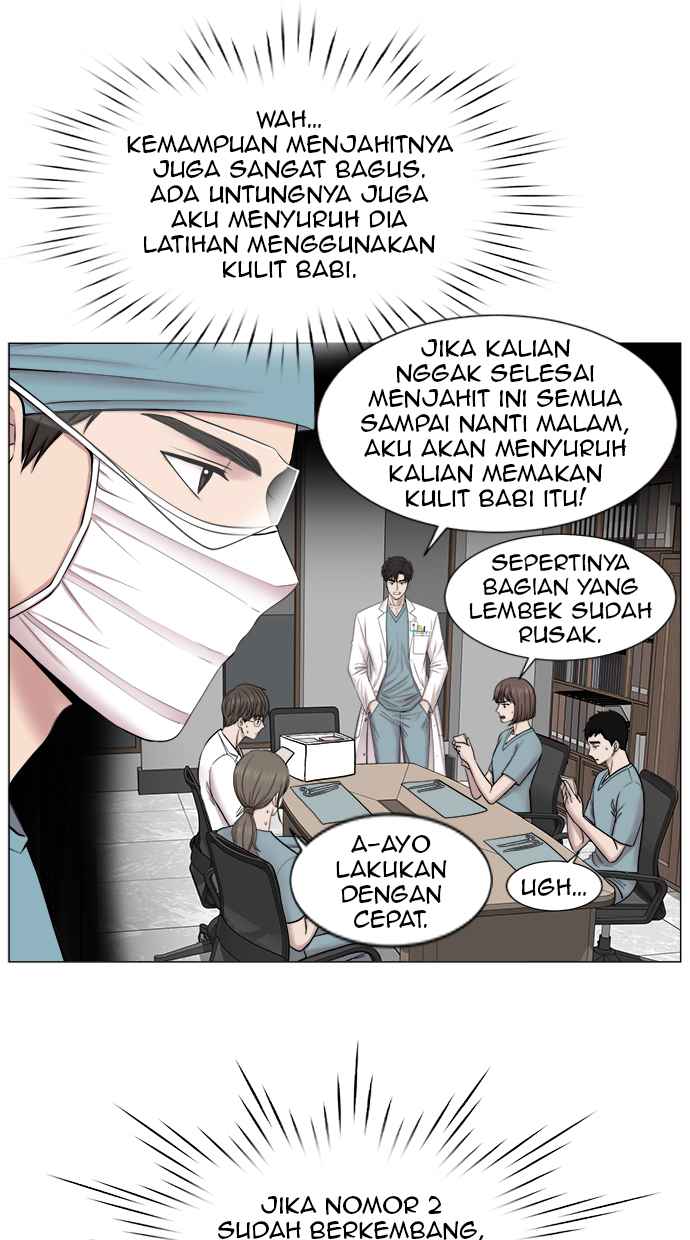 WAH...
KEMAMPUAN MENJAHITNYA
JUGA SANGAT BAGUS.
ADA UNTUNGNYA JUGA
AKU MENYURUH DIA
LATIHAN MENGGUNAKAN
KULIT BABI.
JIKA KALIAN
NGGAK SELESAI
MENJAHIT INI SEMUA
SAMPAI NANTI MALAM,
AKU AKAN MENYURUH
KALIAN MEMAKAN
KULIT BABI ITU!
SEPERTINYA
BAGIAN YANG
LEMBEK SUDAH
RUSAK.
A-AYO
LAKUKAN
DENGAN
CEPAT.
UGH...
JIKA NOMOR 2
SUDAH BERKEMBANG,